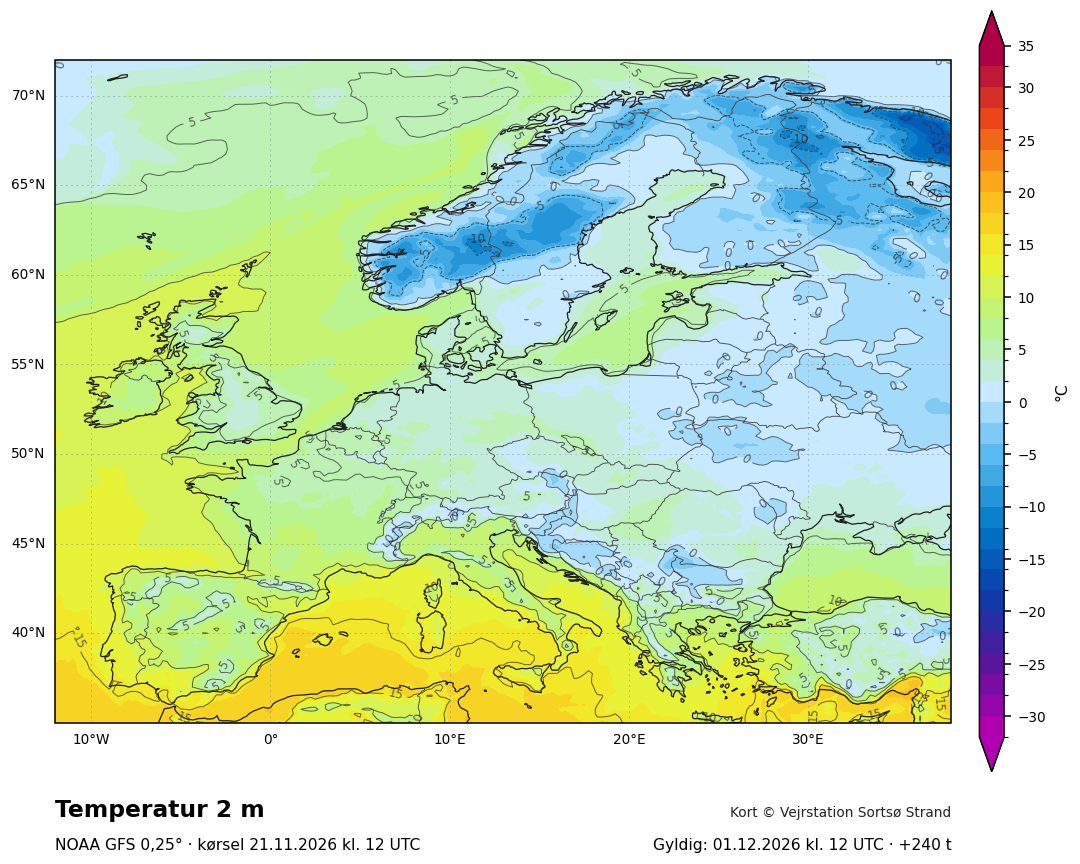 70°N
65°N
60°N
55°N
50°N
45°N
40°N
10°W
0°
10°E
20°E
30°E
35
30
25
20
15
10
5
0
−5
−10
−15
−20
−25
−30
°C
Temperatur 2 m
Kort © Vejrstation Sortsø Strand
NOAA GFS 0,25° · kørsel 21.11.2026 kl. 12 UTC
Gyldig: 01.12.2026 kl. 12 UTC · +240 t